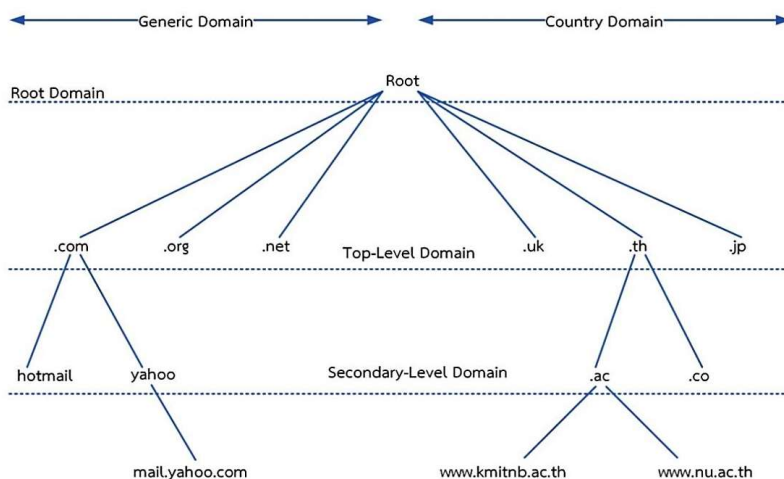 Generic Domain
Country Domain
Root
Root Domain
.com
.org
.net
Top-Level Domain
.uk
.th
.jp
hotmail
yahoo
Secondary-Level Domain
.ac
.co
mail.yahoo.com
www.kmitnb.ac.th
www.nu.ac.th